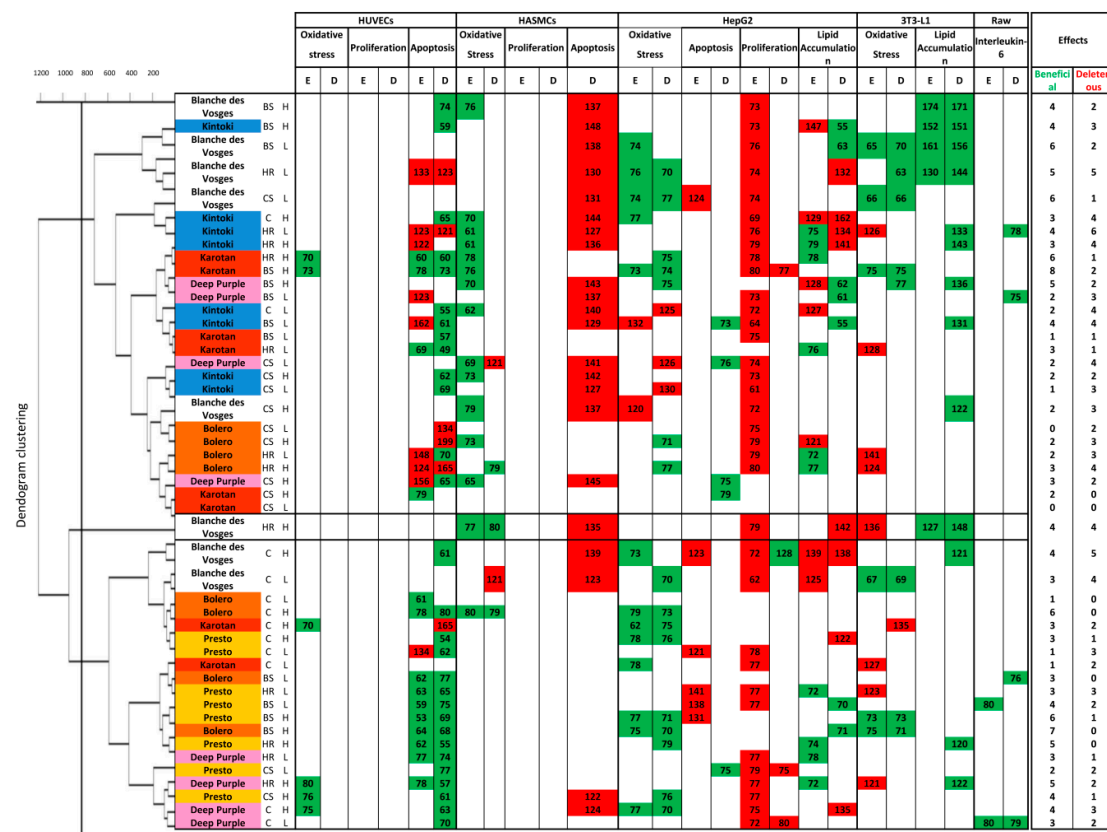 HUVECs HASMCs HepG2 3T3-L1 Raw
Oxidative stress Proliferation Apoptosis Oxidative Stress Proliferation Apoptosis Oxidative Stress Apoptosis Proliferation Lipid Accumulatio n Oxidative Stress Lipid Accumulatio n Interleukin-6 Effects
1200 1000 800 600 400 200
E D E D E D E D D E D E D E D E D E D E D E D Benefici al Deleter ous
Blanche des Vosges BS H 74 76 137 73 174 171 4 2
Kintoki BS H 59 148 73 147 55 152 151 4 3
Blanche des Vosges BS L 138 74 76 63 65 70 161 156 6 2
Blanche des Vosges HR L 133 123 130 76 70 74 132 63 130 144 5 5
Blanche des Vosges CS L 131 74 77 124 74 66 66 6 1
Kintoki C H 65 70 144 77 69 129 162 3 4
Kintoki HR L 123 121 61 127 76 75 134 126 133 78 4 6
Kintoki HR H 122 61 136 79 79 141 143 3 4
Karotan HR H 70 60 60 78 75 78 78 6 1
Karotan BS H 73 78 73 76 73 74 80 77 75 75 8 2
Deep Purple BS H 70 143 75 128 62 77 136 5 2
Deep Purple BS L 123 137 73 61 75 2 3
Kintoki C L 55 62 140 125 72 127 2 4
Kintoki BS L 162 61 129 132 73 64 55 131 4 4
Karotan BS L 57 75 1 1
Karotan HR L 69 49 76 128 3 1
Deep Purple CS L 69 121 141 126 76 74 2 4
Kintoki CS H 62 73 142 73 2 2
Kintoki CS L 69 127 130 61 1 3
Blanche des Vosges CS H 79 137 120 72 122 2 3
Bolero CS L 134 75 0 2
Bolero CS H 199 73 71 79 121 2 3
Bolero HR L 148 70 79 72 141 2 3
Bolero HR H 124 165 79 77 80 77 124 3 4
Deep Purple CS H 156 65 65 145 75 3 2
Karotan CS H 79 79 2 0
Karotan CS L 0 0
Blanche des Vosges HR H 77 80 135 79 142 136 127 148 4 4
Blanche des Vosges C H 61 139 73 123 72 128 139 138 121 4 5
Blanche des Vosges C L 121 123 70 62 125 67 69 3 4
Bolero C L 61 1 0
Bolero C H 78 80 80 79 79 73 6 0
Karotan C H 70 165 62 75 135 3 2
Presto C H 54 78 76 122 3 1
Presto C L 134 62 121 78 1 3
Karotan C L 78 77 127 1 2
Bolero BS L 62 77 76 3 0
Presto HR L 63 65 141 77 72 123 3 3
Presto BS L 59 75 138 77 70 80 4 2
Presto BS H 53 69 77 71 131 73 73 6 1
Bolero BS H 64 68 75 70 71 75 71 7 0
Presto HR H 62 55 79 74 120 5 0
Deep Purple HR L 77 74 77 78 3 1
Presto CS L 77 75 79 75 2 2
Deep Purple HR H 80 78 57 77 72 121 122 5 2
Presto CS H 76 61 122 76 77 4 1
Deep Purple C H 75 63 124 77 70 75 135 4 3
Deep Purple C L 70 72 80 80 79 3 2
Dendogram clustering